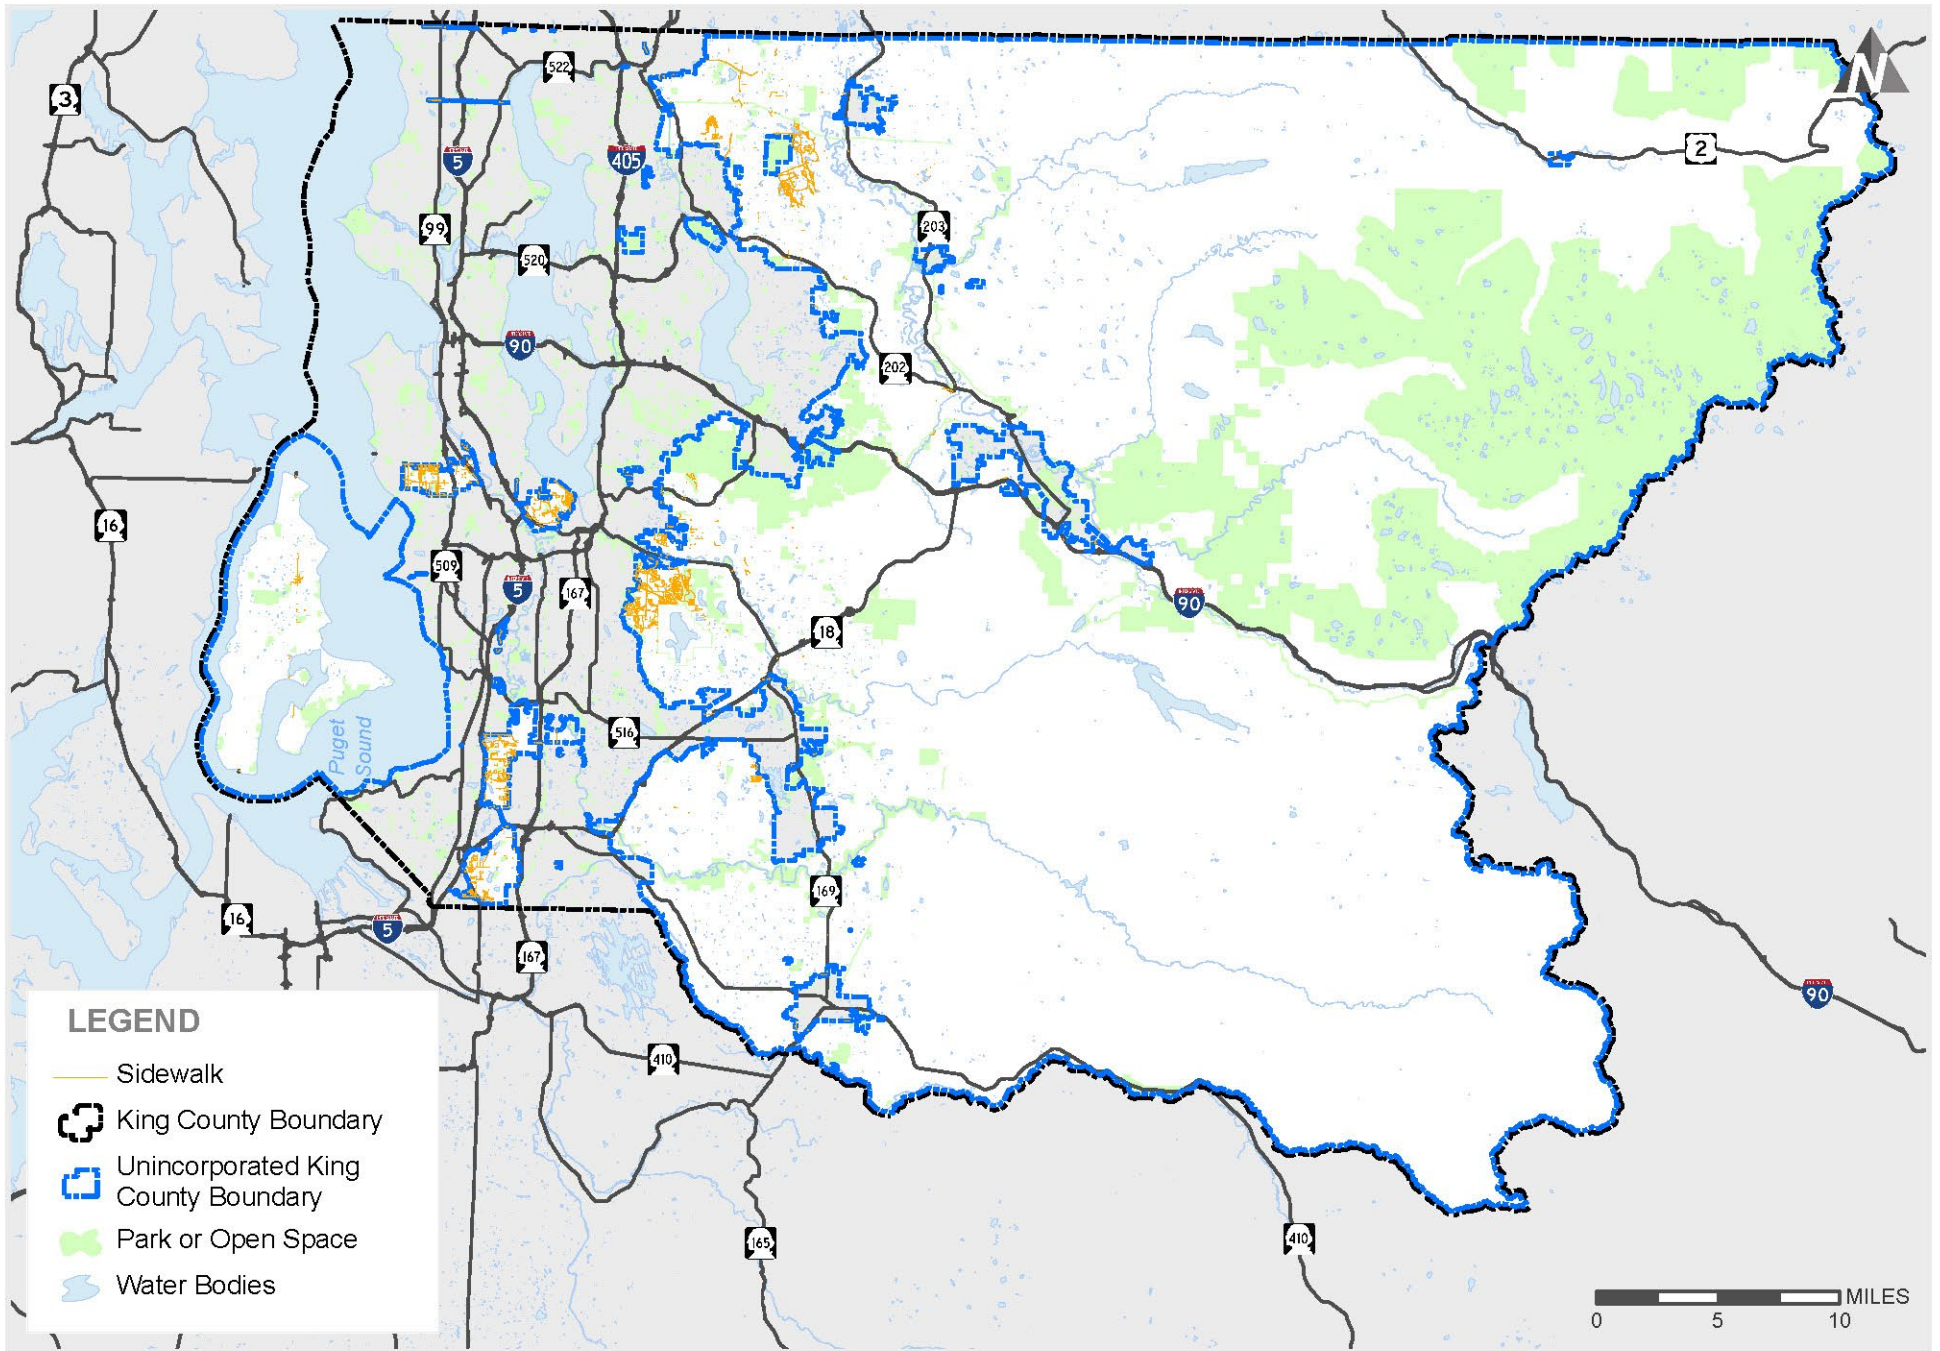 N
522
3
5
405
2
99
203
520
90
202
16
509
5
167
90
18
516
Puget
Sound
169
16
5
167
90
LEGEND
Sidewalk
King County Boundary
Unincorporated King
County Boundary
Park or Open Space
Water Bodies
410
165
410
MILES
0 5 10